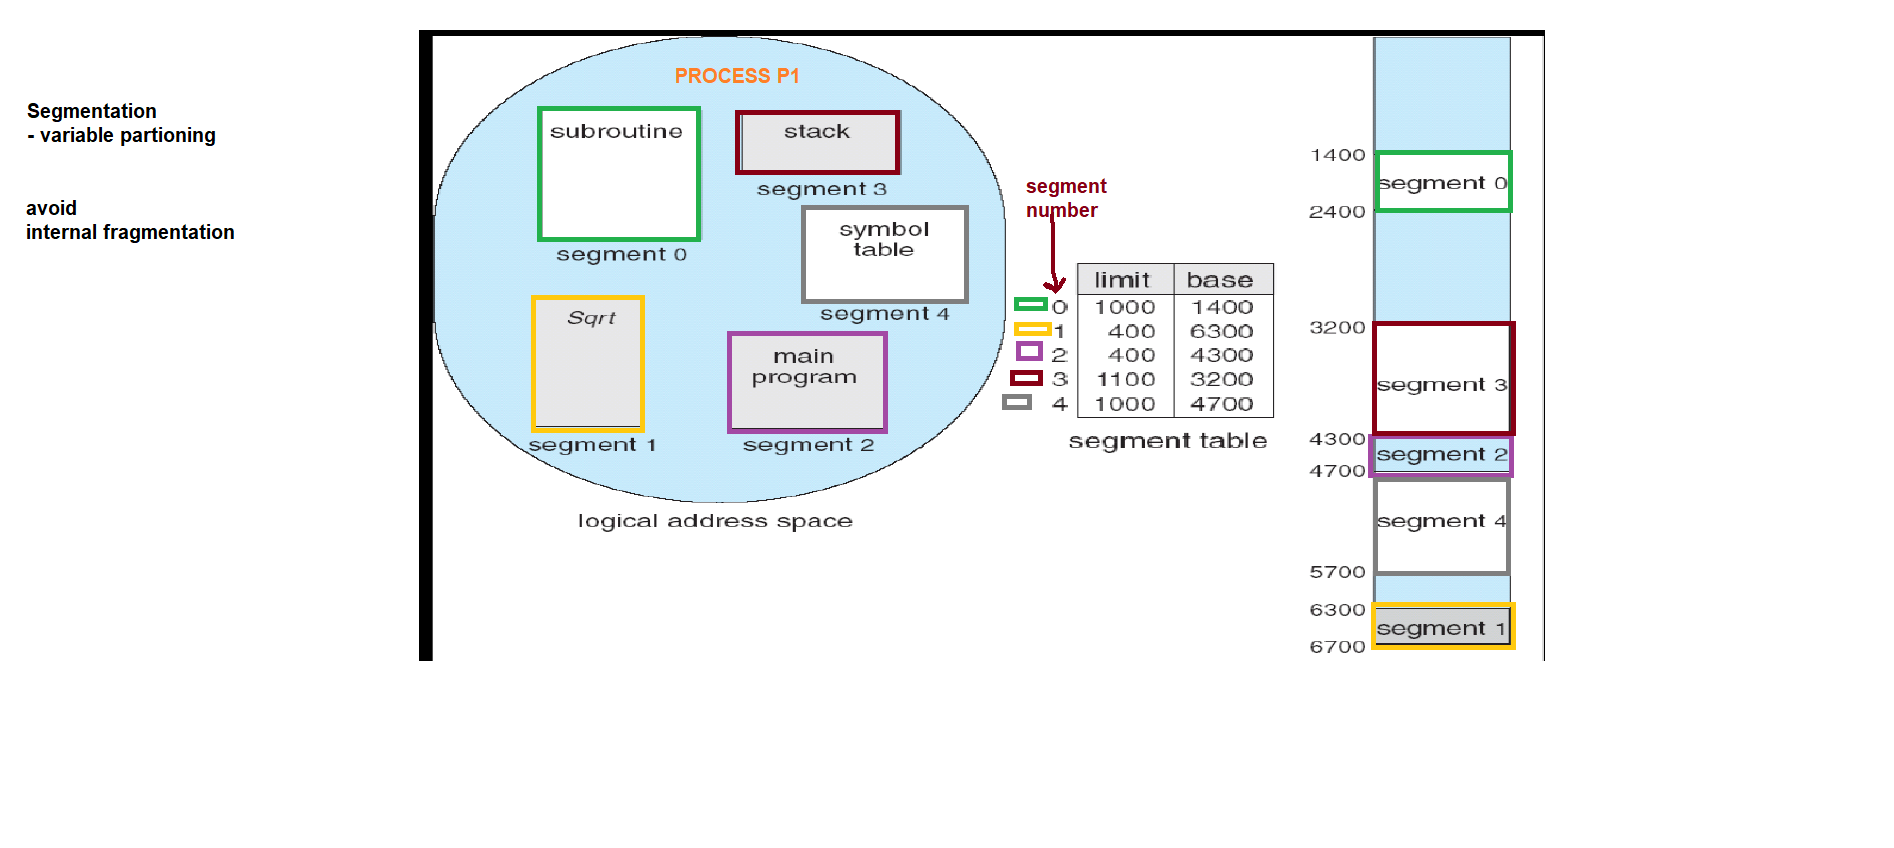 Segmentation
- variable partioning
avoid
internal fragmentation
PROCESS P1
subroutine
segment 0
stack
segment 3
symbol
table
segment 4
Sqrt
segment 1
main
program
segment 2
logical address space
segment
number
limit base
0 1000 1400
1 400 6300
2 400 4300
3 1100 3200
4 1000 4700
segment table
1400
segment 0
2400
3200
segment 3
4300
segment 2
4700
segment 4
5700
6300
segment 1
6700